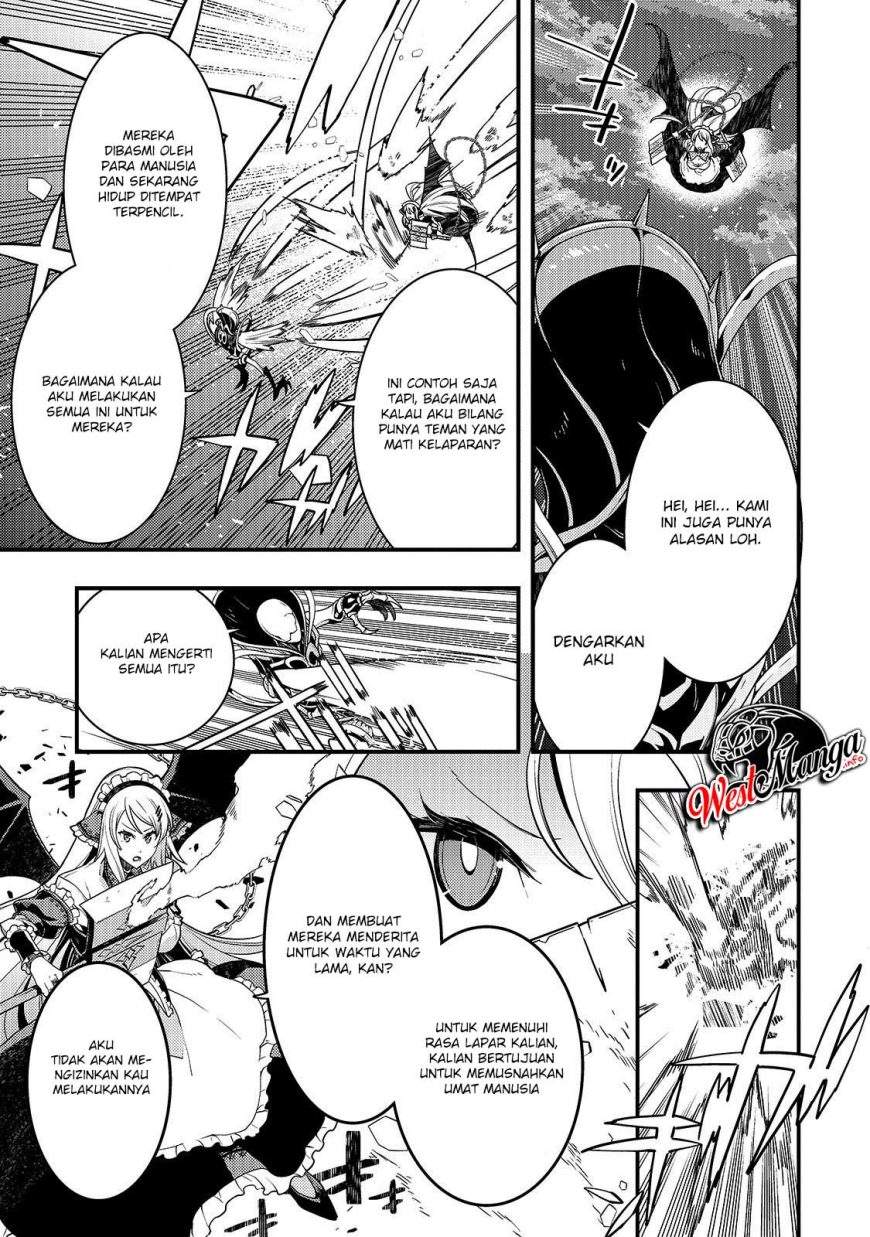 HEI, HEI... KAMI
INI JUGA PUNYA
ALASAN LOH.
DENGARKAN
AKU
INI CONTOH SAJA
TAPI, BAGAIMANA
KALAU AKU BILANG
PUNYA TEMAN YANG
MATI KELAPARAN?
MEREKA
DIBASMI OLEH
PARA MANUSIA
DAN SEKARANG
HIDUP DITEMPAT
TERPENCIL.
BAGAIMANA KALAU
AKU MELAKUKAN
SEMUA INI UNTUK
MEREKA?
APA
KALIAN MENGERTI
SEMUA ITU?
WestManga
.info
UNTUK MEMENUHI
RASA LAPAR KALIAN,
KALIAN BERTUJUAN
UNTUK MEMUSNAHKAN
UMAT MANUSIA
DAN MEMBUAT
MEREKA MENDERITA
UNTUK WAKTU YANG
LAMA, KAN?
AKU
TIDAK AKAN ME-
NGIZINKAN KAU
MELAKUKANNYA